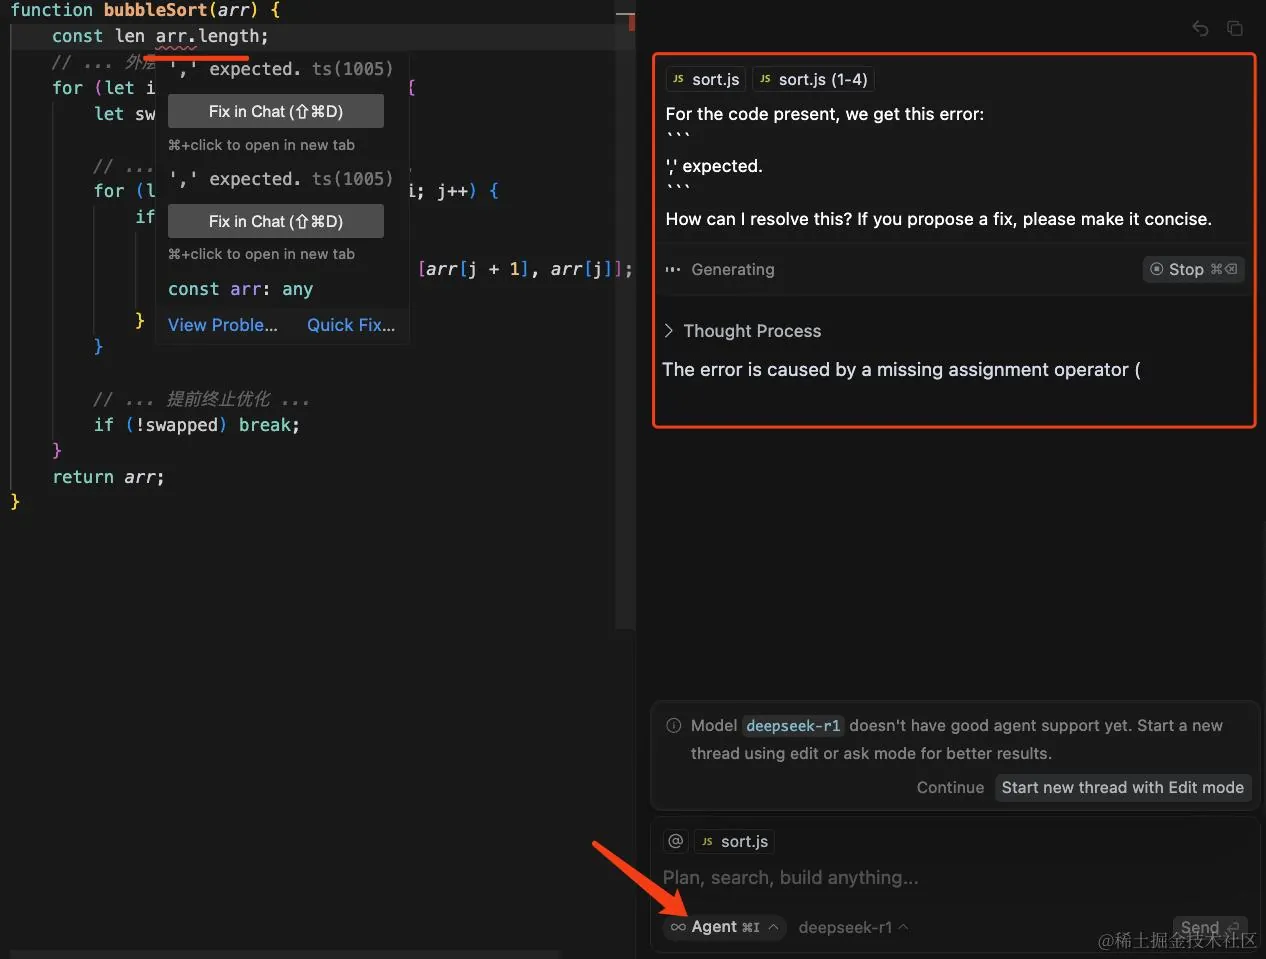 function bubbleSort(arr) {
const len arr.length;
// ... 外层
for (let i
{
let sw
// ...
for (l
i; j++) {
if
[arr[j + 1], arr[j]];
}
}
// ... 提前终止优化 ...
if (!swapped) break;
}
return arr;
}
',' expected. ts(1005)
Fix in Chat (⇧⌘D)
⌘+click to open in new tab
',' expected. ts(1005)
Fix in Chat (⇧⌘D)
⌘+click to open in new tab
const arr: any
View Proble... Quick Fix...
JS sort.js JS sort.js (1-4)
For the code present, we get this error:
```
',' expected.
```
How can I resolve this? If you propose a fix, please make it concise.
Generating Stop ⌘⌫
Thought Process
The error is caused by a missing assignment operator (
Model deepseek-r1 doesn't have good agent support yet. Start a new
thread using edit or ask mode for better results.
Continue Start new thread with Edit mode
@ JS sort.js
Plan, search, build anything...
∞ Agent ⌘I deepseek-r1 Send
@稀土掘金技术社区